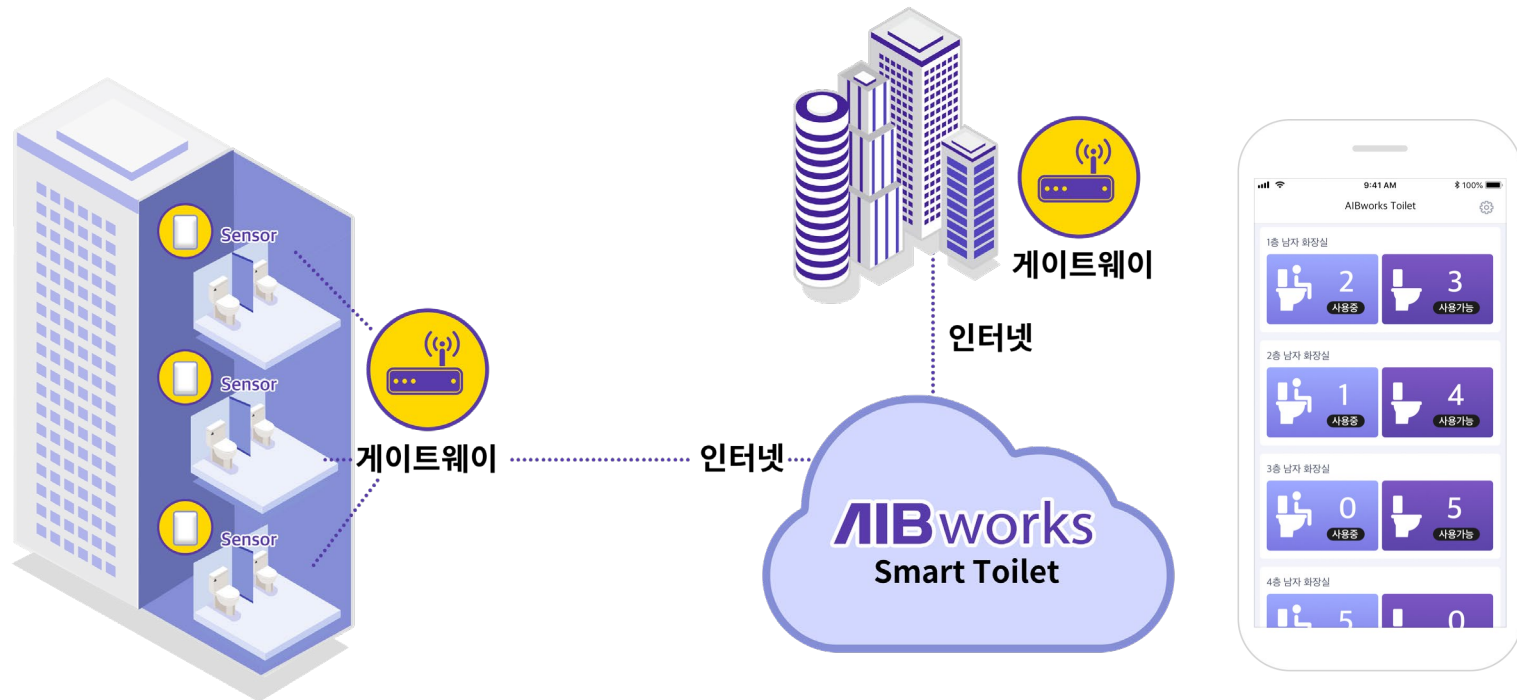 Sensor
Sensor
Sensor
게이트웨이
인터넷
게이트웨이
인터넷
AIBworks
Smart Toilet
9:41 AM
100%
AIBworks Toilet
1층 남자 화장실
2 사용중
3 사용가능
2층 남자 화장실
1 사용중
4 사용가능
3층 남자 화장실
0 사용중
5 사용가능
4층 남자 화장실
5
0